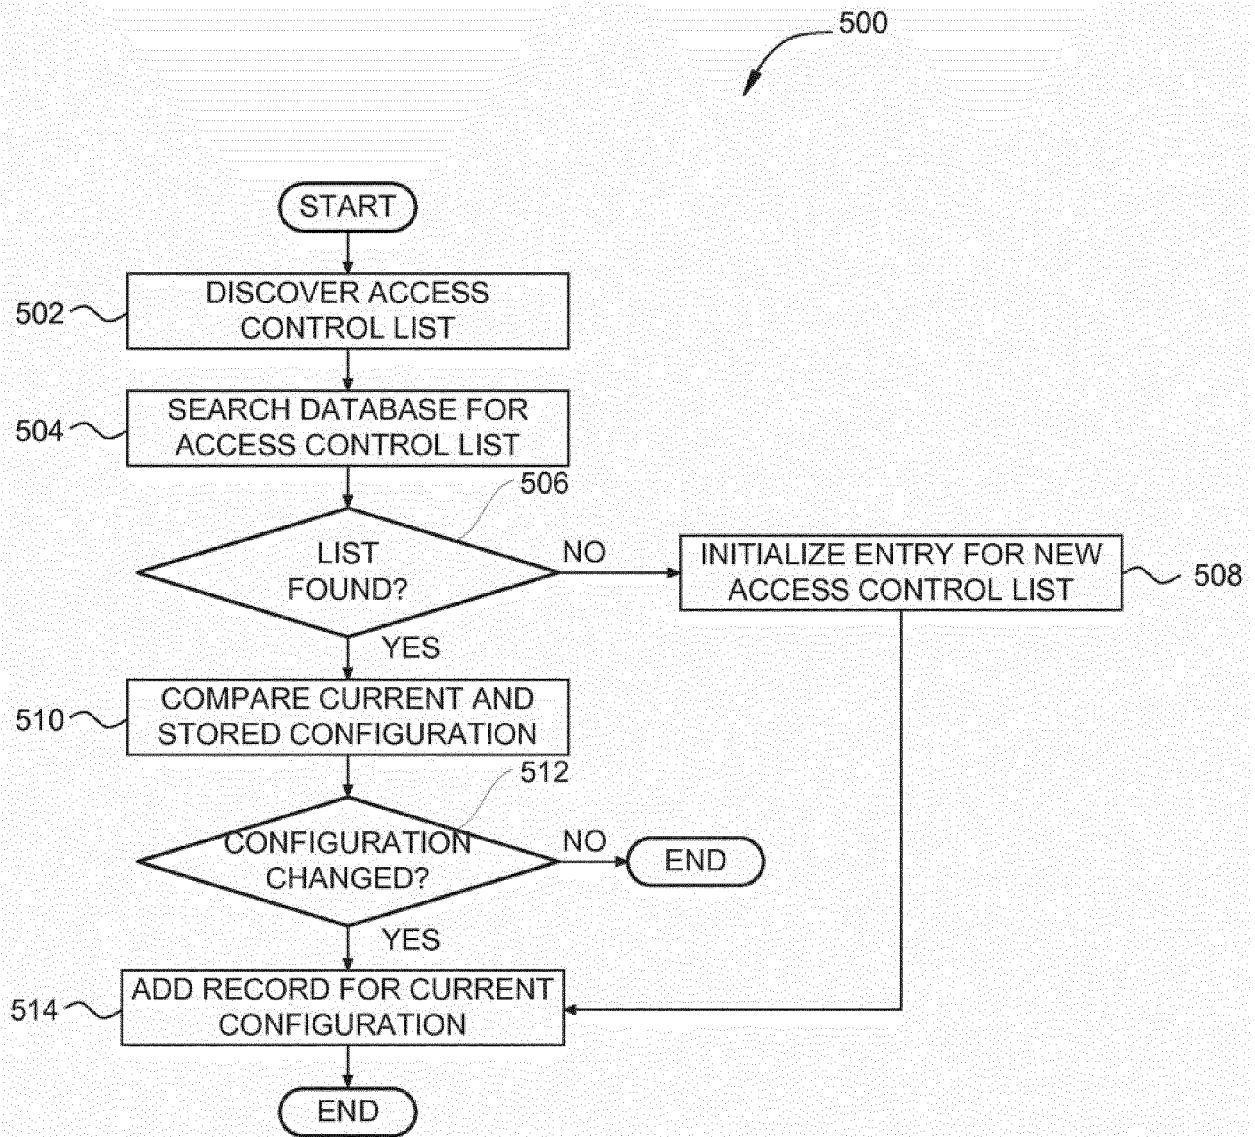 500
START
502
DISCOVER ACCESS
CONTROL LIST
504
SEARCH DATABASE FOR
ACCESS CONTROL LIST
506
LIST
FOUND?
NO
INITIALIZE ENTRY FOR NEW
ACCESS CONTROL LIST
508
YES
510
COMPARE CURRENT AND
STORED CONFIGURATION
512
CONFIGURATION
CHANGED?
NO
END
YES
514
ADD RECORD FOR CURRENT
CONFIGURATION
END